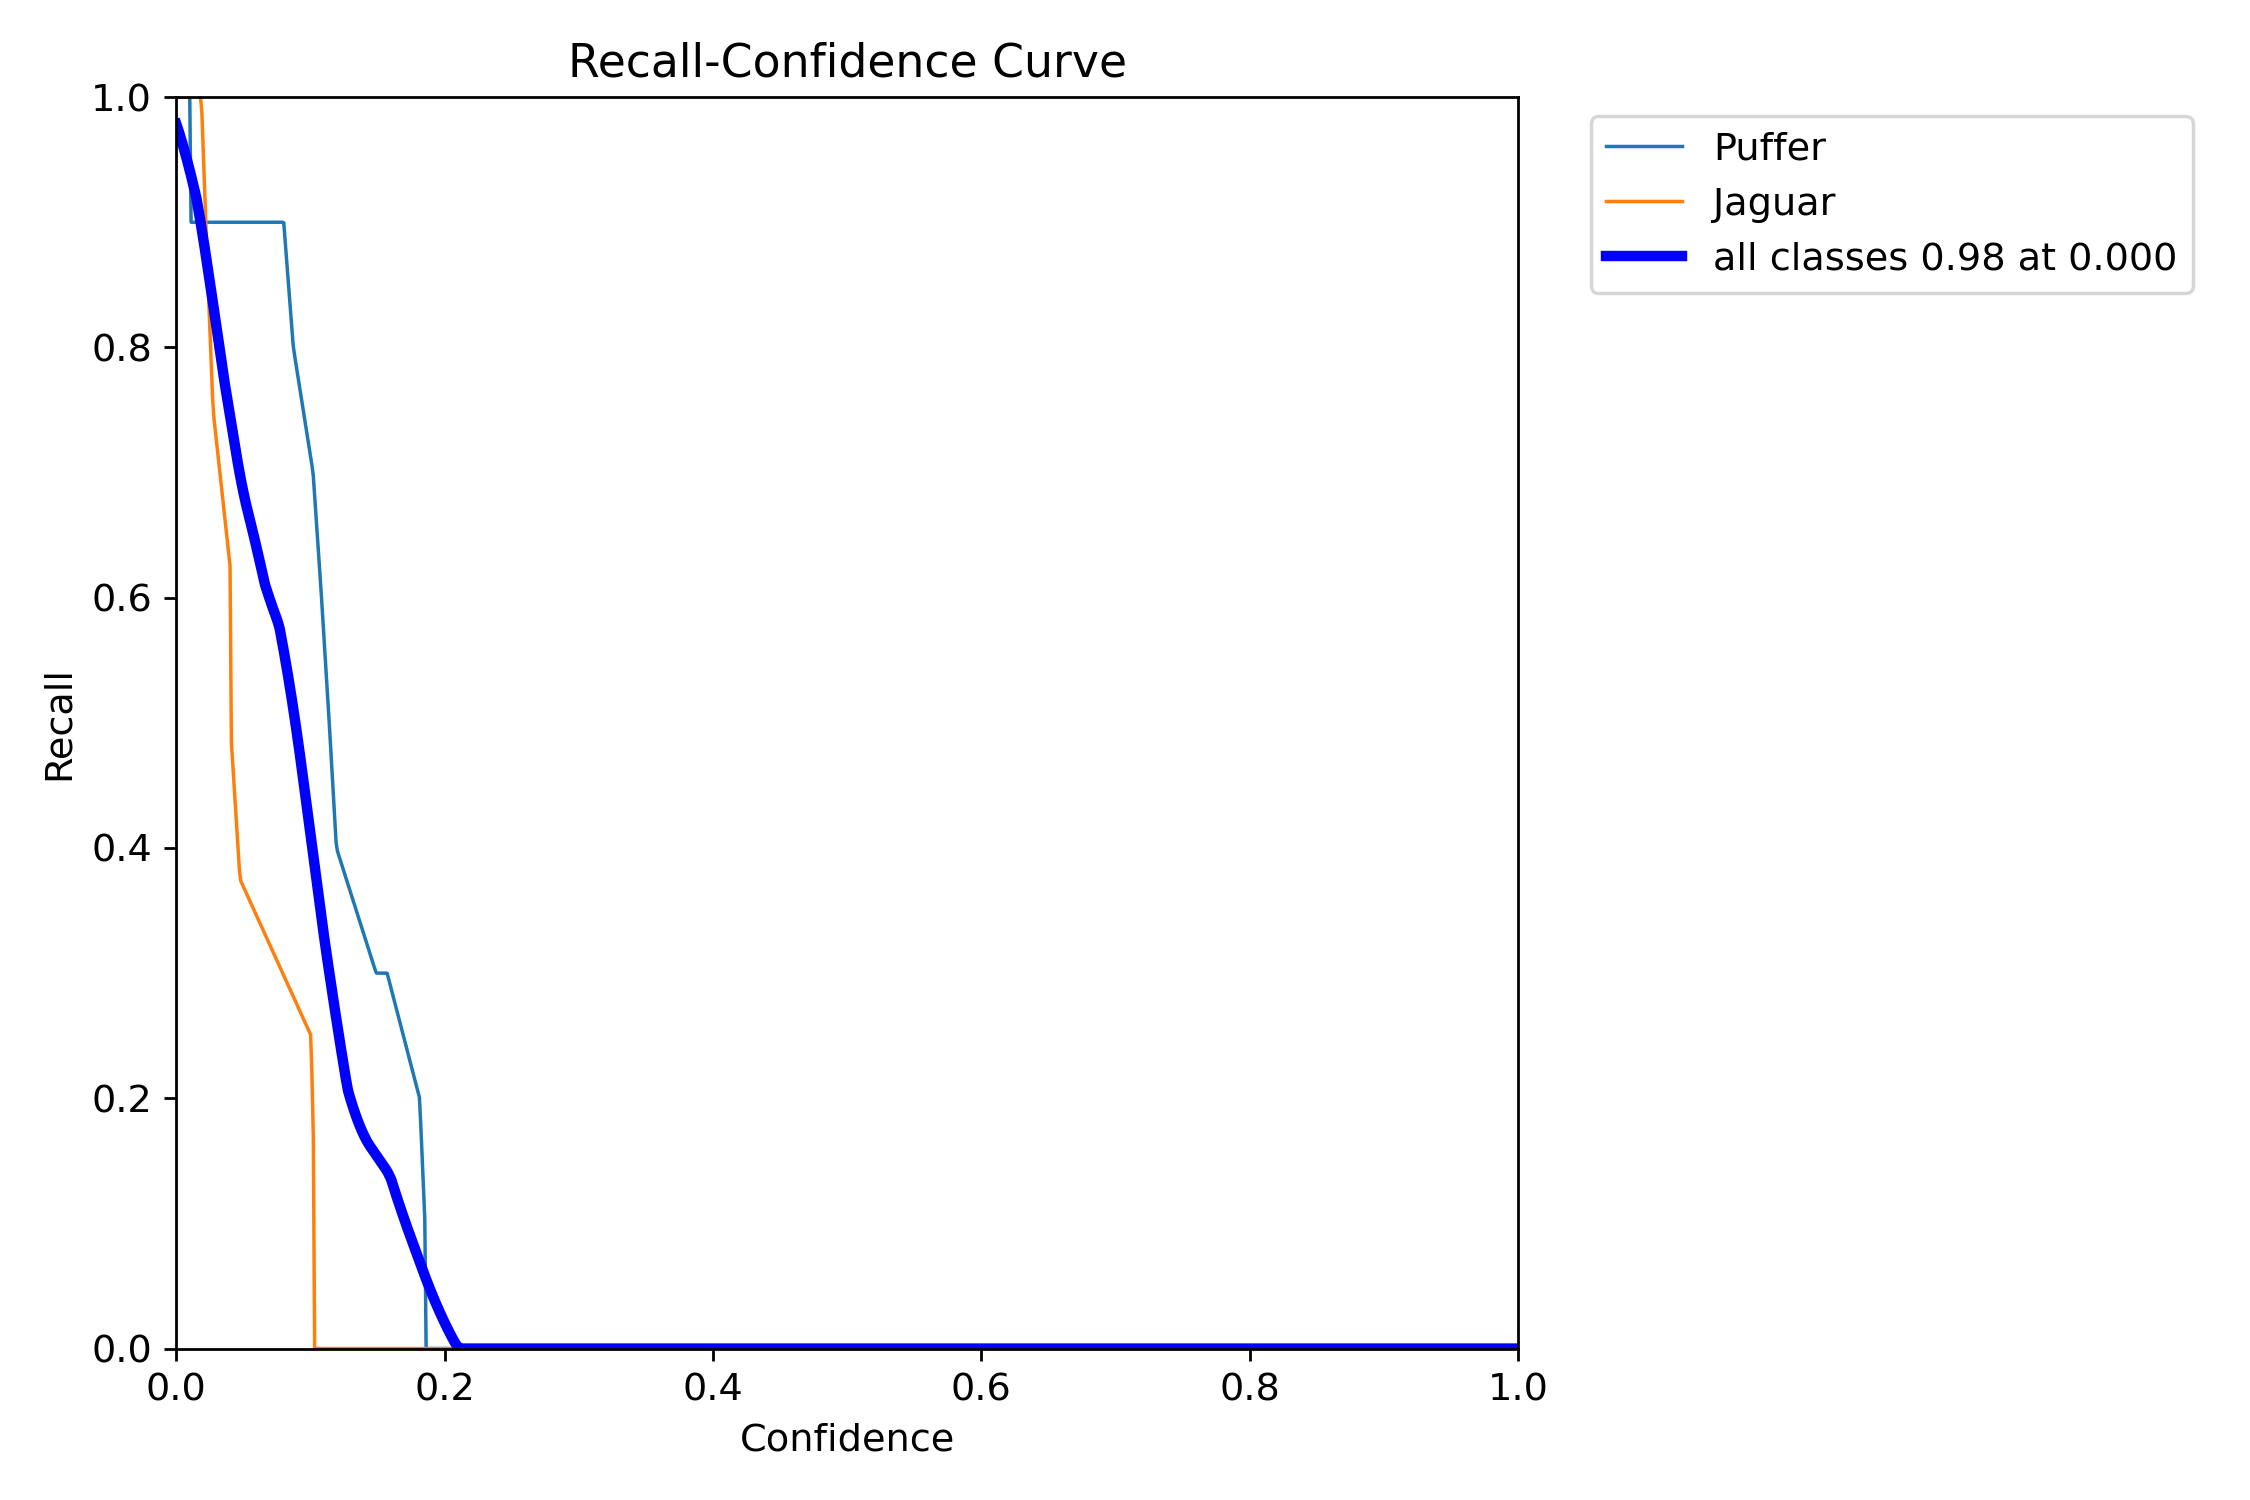 Recall-Confidence Curve
1.0
0.8
0.6
0.4
0.2
0.0
Recall
0.0 0.2 0.4 0.6 0.8 1.0
Confidence
Puffer
Jaguar
all classes 0.98 at 0.000